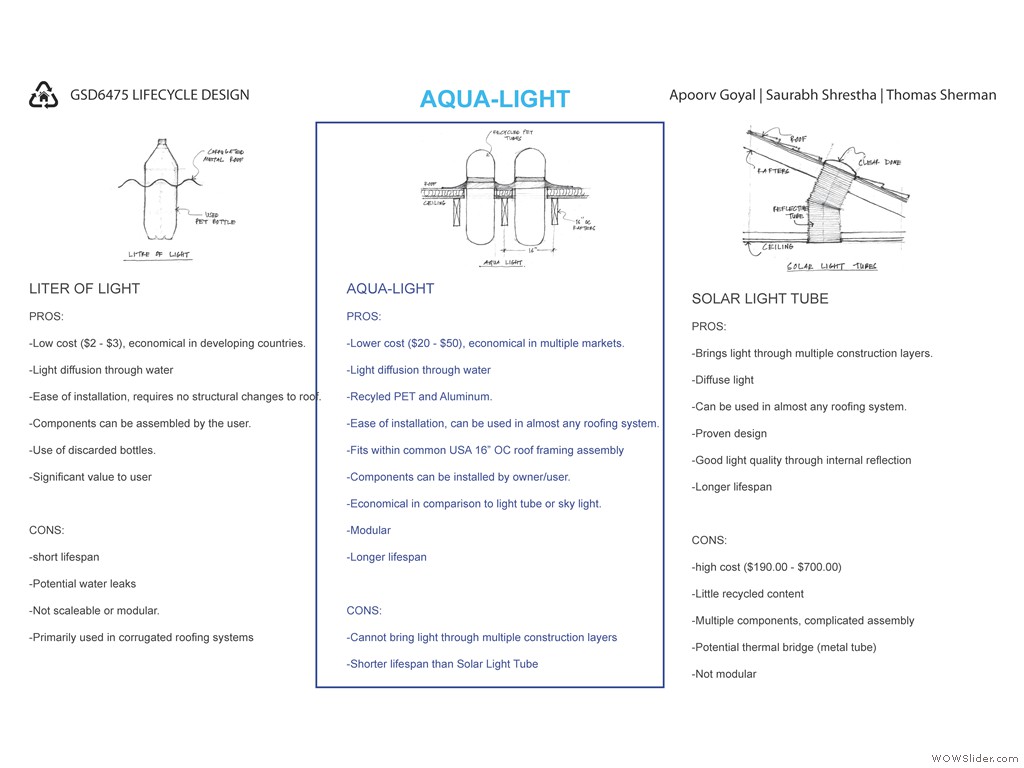 GSD6475 LIFECYCLE DESIGN
AQUA-LIGHT
Apoorv Goyal | Saurabh Shrestha | Thomas Sherman
CORRUGATED
METAL ROOF
USED
PET BOTTLE
LITRE OF LIGHT
RECYCLED PET
TUBES
ROOF
CEILING
16" OC
RAFTERS
16"
AQUA LIGHT
ROOF
CLEAR DOME
RAFTERS
REFLECTIVE
TUBE
CEILING
SOLAR LIGHT TUBES
LITER OF LIGHT
PROS:
-Low cost ($2 - $3), economical in developing countries.
-Light diffusion through water
-Ease of installation, requires no structural changes to roof.
-Components can be assembled by the user.
-Use of discarded bottles.
-Significant value to user
CONS:
-short lifespan
-Potential water leaks
-Not scaleable or modular.
-Primarily used in corrugated roofing systems
AQUA-LIGHT
PROS:
-Lower cost ($20 - $50), economical in multiple markets.
-Light diffusion through water
-Recyled PET and Aluminum.
-Ease of installation, can be used in almost any roofing system.
-Fits within common USA 16" OC roof framing assembly
-Components can be installed by owner/user.
-Economical in comparison to light tube or sky light.
-Modular
-Longer lifespan
CONS:
-Cannot bring light through multiple construction layers
-Shorter lifespan than Solar Light Tube
SOLAR LIGHT TUBE
PROS:
-Brings light through multiple construction layers.
-Diffuse light
-Can be used in almost any roofing system.
-Proven design
-Good light quality through internal reflection
-Longer lifespan
CONS:
-high cost ($190.00 - $700.00)
-Little recycled content
-Multiple components, complicated assembly
-Potential thermal bridge (metal tube)
-Not modular
WOWSlider.com